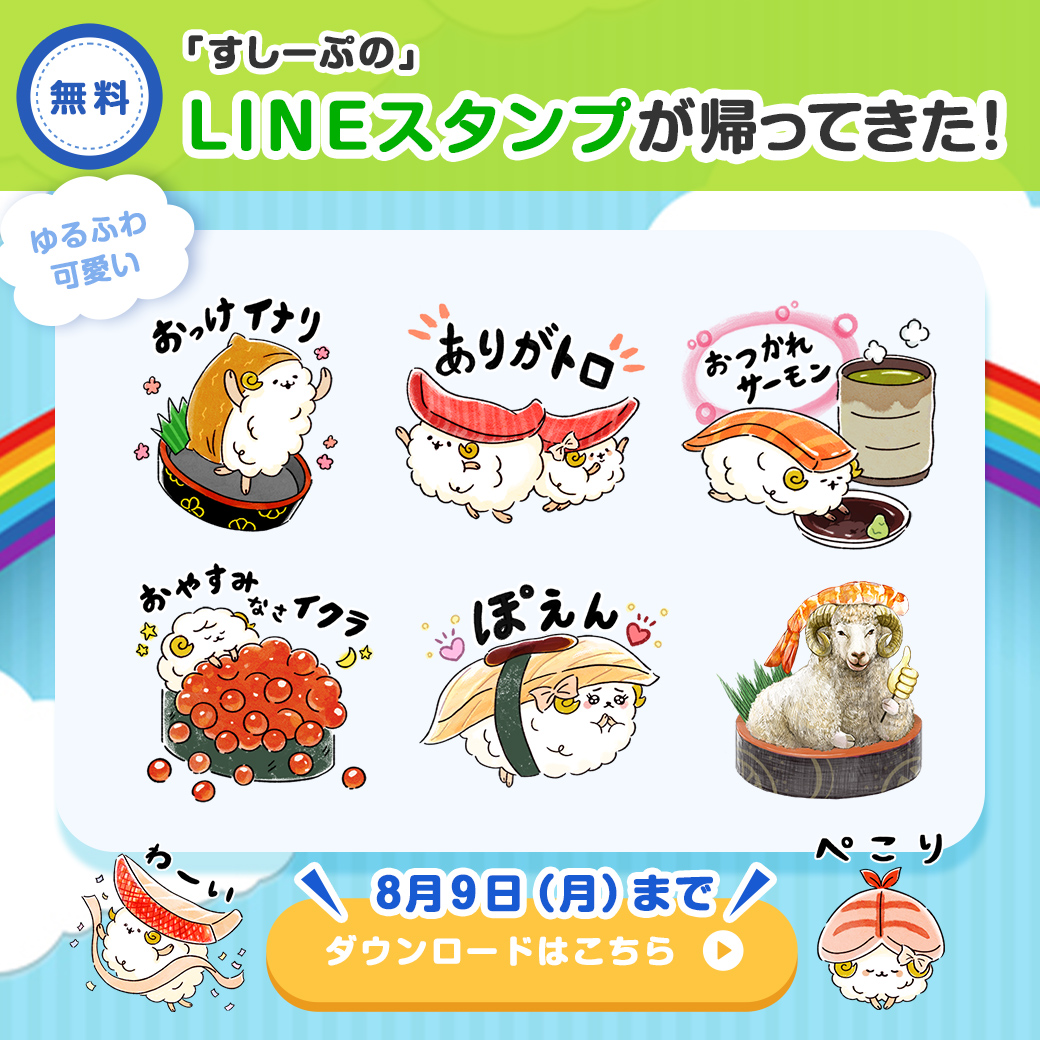 無料
「すしーぷの」
LINEスタンプが帰ってきた!
ゆるふわ
可愛い
おっけイナリ
ありがトロ
おつかれ
サーモン
おやすみ
なさイクラ
ぽえん
わーい
ぺこり
8月9日(月)まで
ダウンロードはこちら